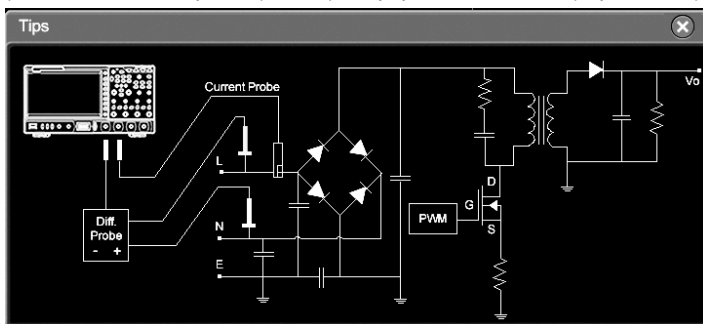 Tips
Current Probe
Vo
L
D
Diff.
Probe
- +
N
PWM
G
S
E